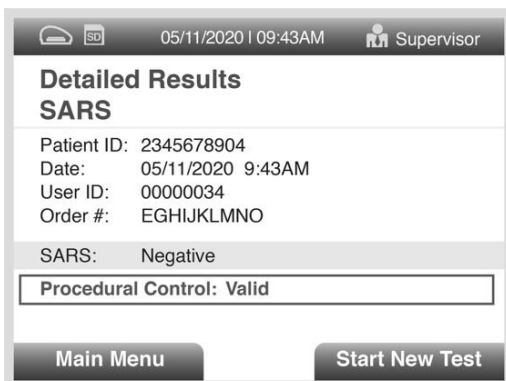 SD 05/11/2020 | 09:43AM Supervisor
Detailed Results
SARS
Patient ID: 2345678904
Date: 05/11/2020 9:43AM
User ID: 00000034
Order #: EGHIJKLMNO
SARS: Negative
Procedural Control: Valid
Main Menu Start New Test